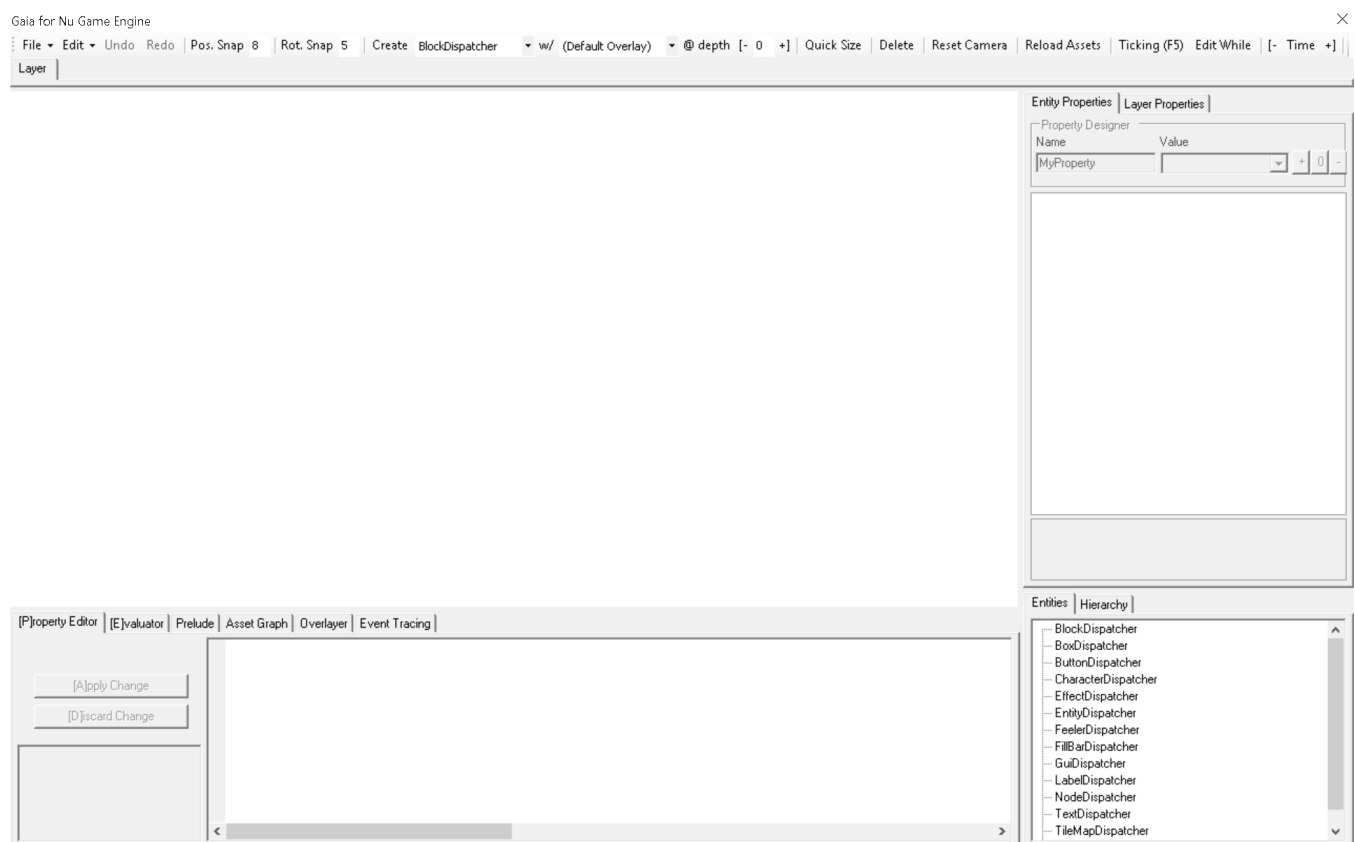 Gaia for Nu Game Engine
File Edit Undo Redo Pos. Snap 8 Rot. Snap 5 Create BlockDispatcher w/ (Default Overlay) @ depth [- 0 +] Quick Size Delete Reset Camera Reload Assets Ticking (F5) Edit While [- Time +]
Layer
Entity Properties Layer Properties
Property Designer
Name Value
MyProperty + 0 -
[P]roperty Editor [E]valuator Prelude Asset Graph Overlayer Event Tracing
[A]pply Change
[D]iscard Change
Entities Hierarchy
BlockDispatcher
BoxDispatcher
ButtonDispatcher
CharacterDispatcher
EffectDispatcher
EntityDispatcher
FeelerDispatcher
FillBarDispatcher
GuiDispatcher
LabelDispatcher
NodeDispatcher
TextDispatcher
TileMapDispatcher